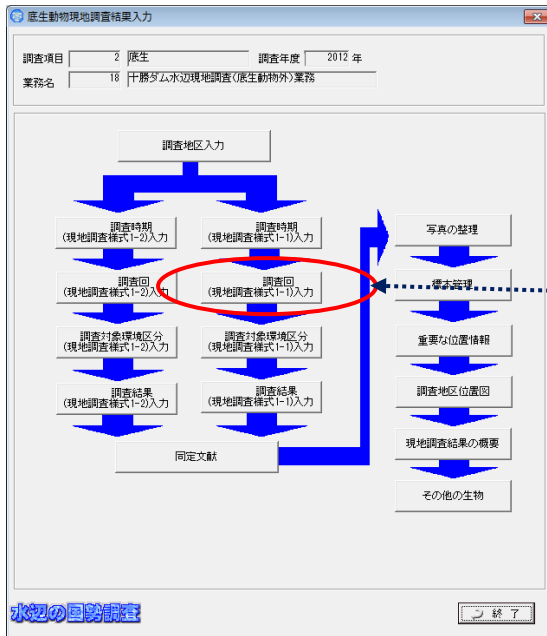 底生動物現地調査結果入力
調査項目 2 底生 調査年度 2012 年
業務名 18 十勝ダム水辺現地調査(底生動物外)業務
調査地区入力
調査時期
(現地調査様式1-2)入力
調査時期
(現地調査様式1-1)入力
写真の整理
調査回
(現地調査様式1-2)入力
調査回
(現地調査様式1-1)入力
標本管理
調査対象環境区分
(現地調査様式1-2)入力
調査対象環境区分
(現地調査様式1-1)入力
重要な位置情報
調査結果
(現地調査様式1-2)入力
調査結果
(現地調査様式1-1)入力
調査地区位置図
同定文献
現地調査結果の概要
その他の生物
水辺の国勢調査
終 了